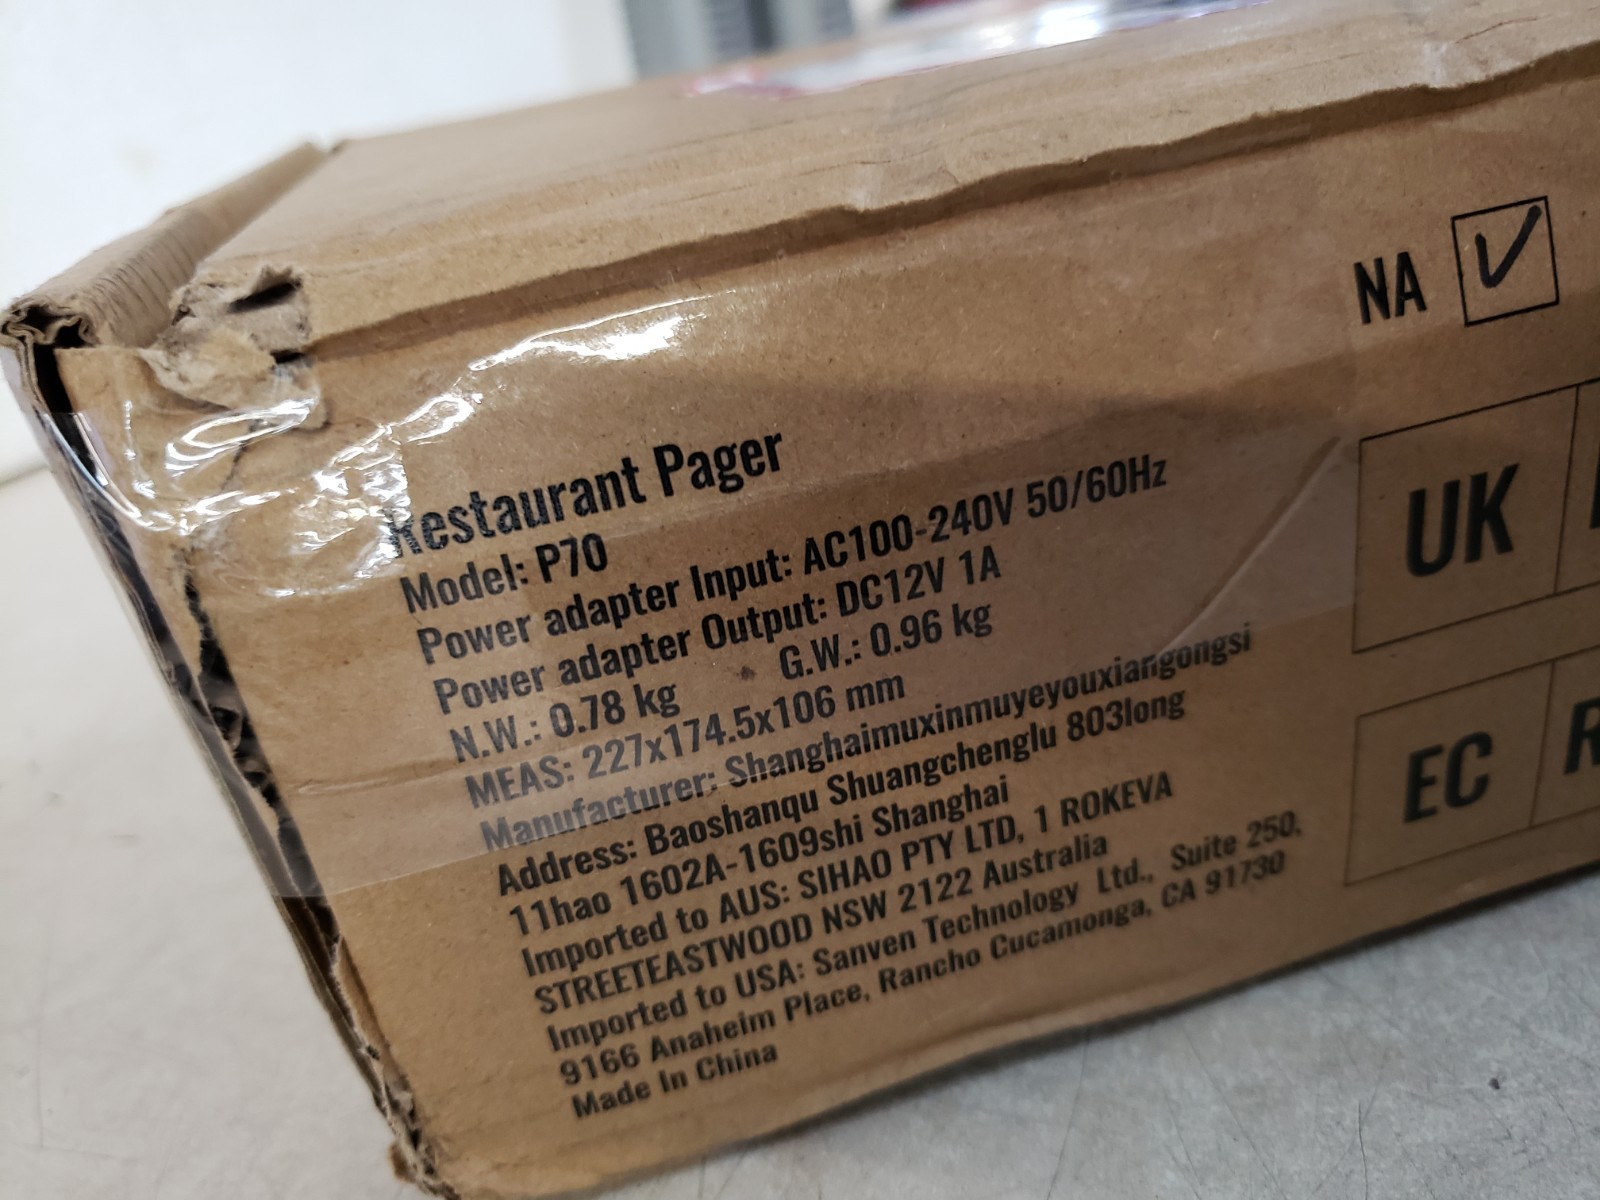 Restaurant Pager
Model: P70
Power adapter Input: AC100-240V 50/60Hz
Power adapter Output: DC12V 1A
N.W.: 0.78 kg G.W.: 0.96 kg
MEAS: 227x174.5x106 mm
Manufacturer: Shanghaimuxinmuyeyouxiangongsi
Address: Baoshanqu Shuangchenglu 803long
11hao 1602A-1609shi Shanghai
Imported to AUS: SIHAO PTY LTD, 1 ROKEVA
STREETEASTWOOD NSW 2122 Australia
Imported to USA: Sanven Technology Ltd., Suite 250,
9166 Anaheim Place, Rancho Cucamonga, CA 91730
Made In China
NA
UK
EC